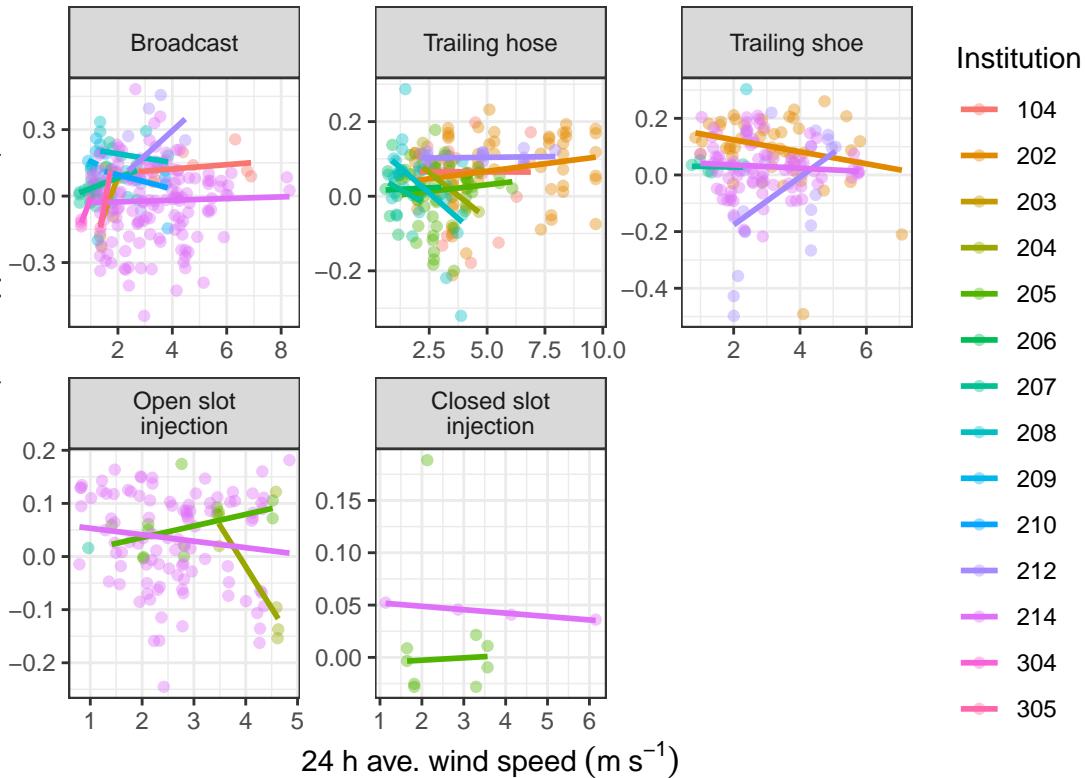 Broadcast
Trailing hose
Trailing shoe
0.3
0.0
−0.3
2 4 6 8
0.2
0.0
−0.2
2.5 5.0 7.5 10.0
0.2
0.0
−0.2
−0.4
2 4 6
Open slot
injection
Closed slot
injection
0.2
0.1
0.0
−0.1
−0.2
1 2 3 4 5
0.15
0.10
0.05
0.00
1 2 3 4 5 6
24 h ave. wind speed (m s⁻¹)
Institution
104
202
203
204
205
206
207
208
209
210
212
214
304
305